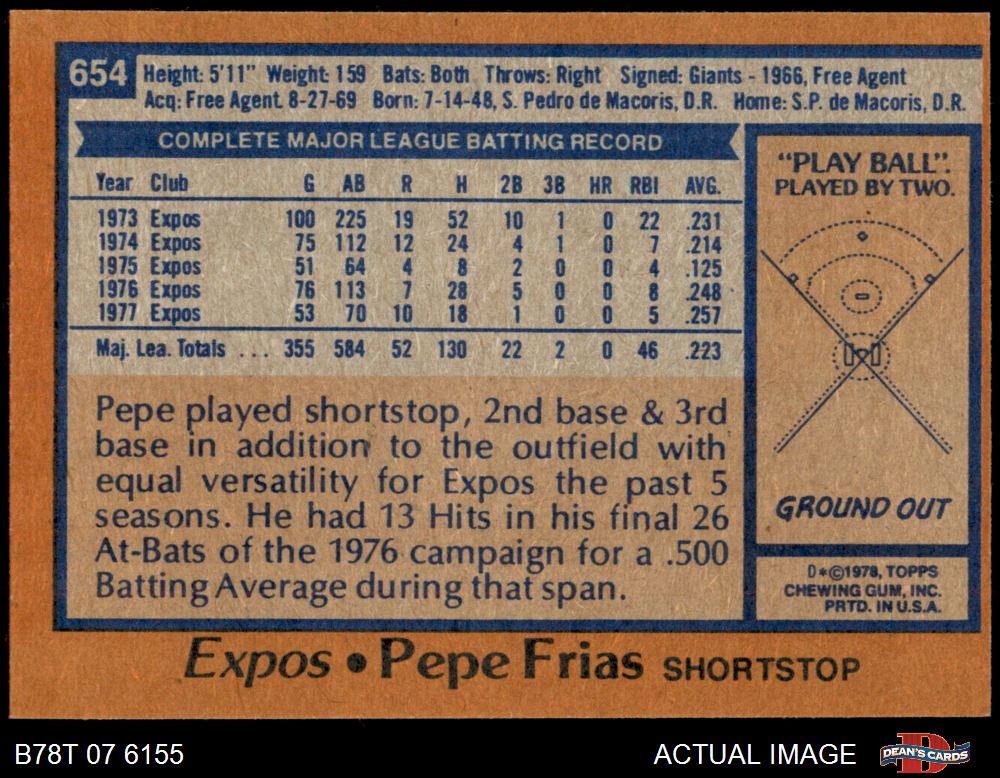 654
Height: 5'11" Weight: 159 Bats: Both Throws: Right Signed: Giants - 1966, Free Agent
Acq: Free Agent 8-27-69 Born: 7-14-48, S. Pedro de Macoris, D.R. Home: S.P. de Macoris, D.R.
COMPLETE MAJOR LEAGUE BATTING RECORD
Year Club G AB R H 2B 3B HR RBI AVG.
1973 Expos 100 225 19 52 10 1 0 22 .231
1974 Expos 75 112 12 24 4 1 0 7 .214
1975 Expos 51 64 4 8 2 0 0 4 .125
1976 Expos 76 113 7 28 5 0 0 8 .248
1977 Expos 53 70 10 18 1 0 0 5 .257
Maj. Lea. Totals ... 355 584 52 130 22 2 0 46 .223
Pepe played shortstop, 2nd base & 3rd
base in addition to the outfield with
equal versatility for Expos the past 5
seasons. He had 13 Hits in his final 26
At-Bats of the 1976 campaign for a .500
Batting Average during that span.
"PLAY BALL":
PLAYED BY TWO.
GROUND OUT
D*©1978, TOPPS
CHEWING GUM, INC.
PRTD. IN U.S.A.
Expos • Pepe Frias SHORTSTOP
B78T 07 6155
ACTUAL IMAGE
DEAN'S CARDS